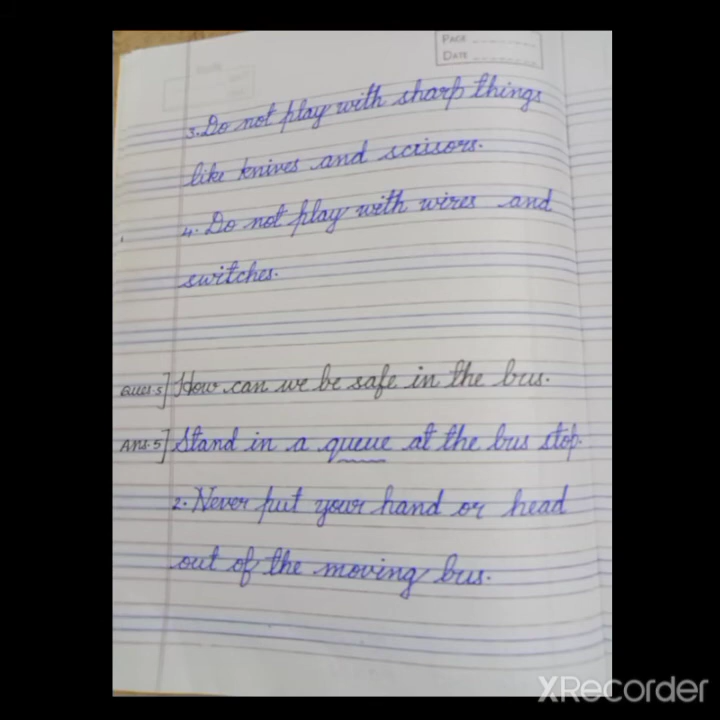 PAGE
DATE
3. Do not play with sharp things
like knives and scissors.
4. Do not play with wires and
switches.
Ques.5] How can we be safe in the bus.
Ans.5] Stand in a queue at the bus stop.
2. Never put your hand or head
out of the moving bus.
XRecorder